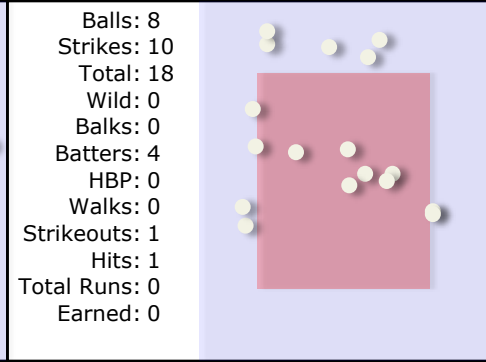 Balls: 8
Strikes: 10
Total: 18
Wild: 0
Balks: 0
Batters: 4
HBP: 0
Walks: 0
Strikeouts: 1
Hits: 1
Total Runs: 0
Earned: 0